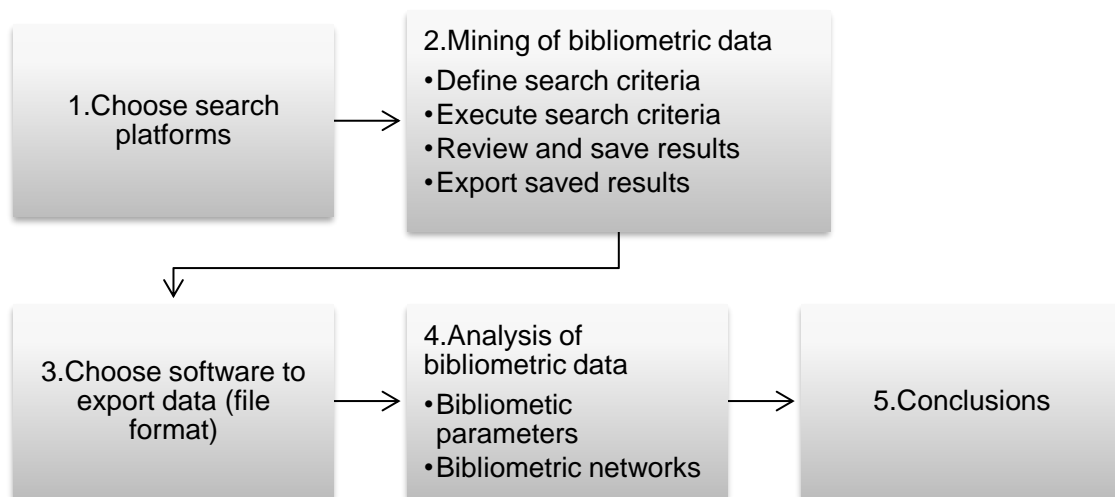 1.Choose search
platforms
2.Mining of bibliometric data
•Define search criteria
•Execute search criteria
•Review and save results
•Export saved results
3.Choose software to
export data (file
format)
4.Analysis of
bibliometric data
•Bibliometic
parameters
•Bibliometric networks
5.Conclusions